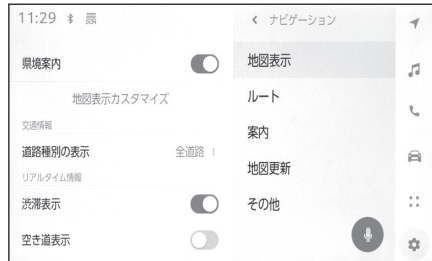 11:29
県境案内
地図表示カスタマイズ
交通情報
道路種別の表示 全道路
リアルタイム情報
渋滞表示
空き道表示
ナビゲーション
地図表示
ルート
案内
地図更新
その他